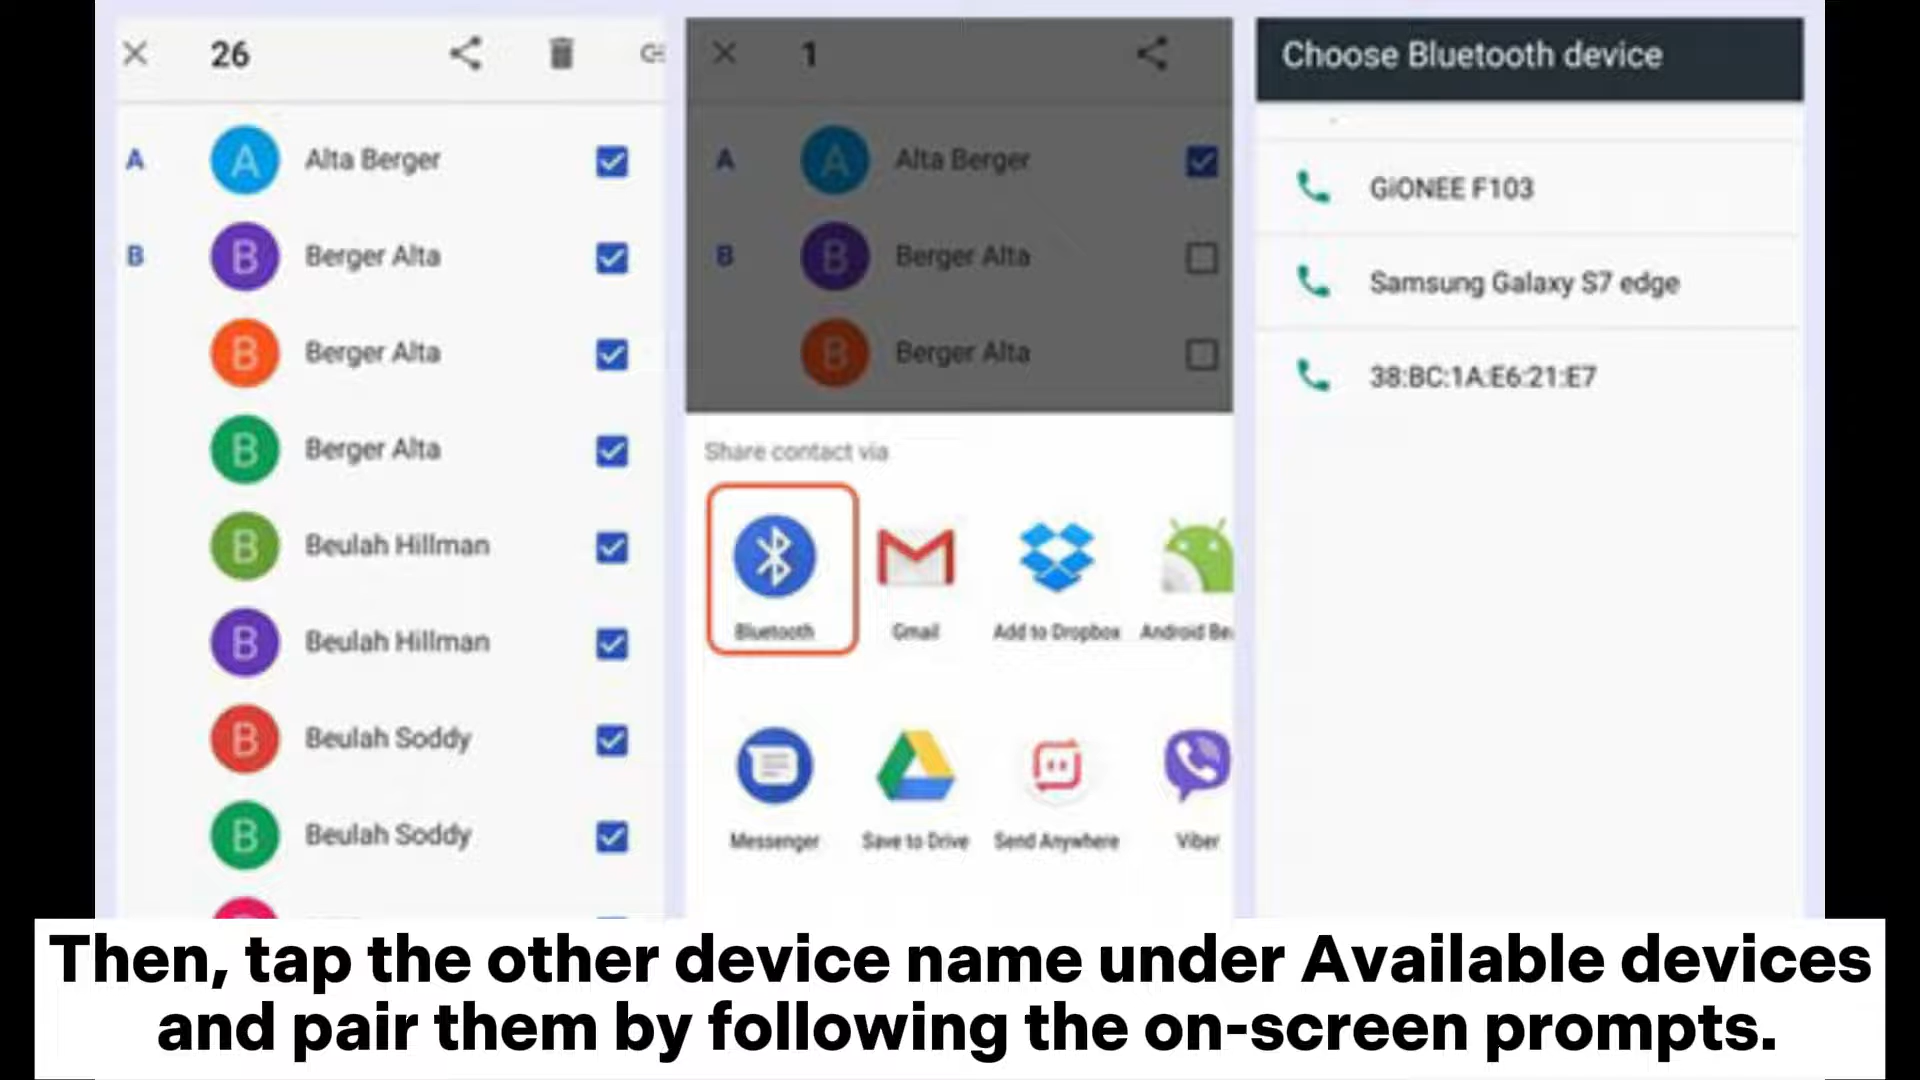 26
A
A
Alta Berger
B
B
Berger Alta
B
Berger Alta
B
Berger Alta
B
Beulah Hillman
B
Beulah Hillman
B
Beulah Soddy
B
Beulah Soddy
1
A
A
Alta Berger
B
B
Berger Alta
B
Berger Alta
Share contact via
Bluetooth
Gmail
Add to Dropbox
Android Be
Messenger
Save to Drive
Send Anywhere
Viber
Choose Bluetooth device
GiONEE F103
Samsung Galaxy S7 edge
38:BC:1A:E6:21:E7
Then, tap the other device name under Available devices
and pair them by following the on-screen prompts.